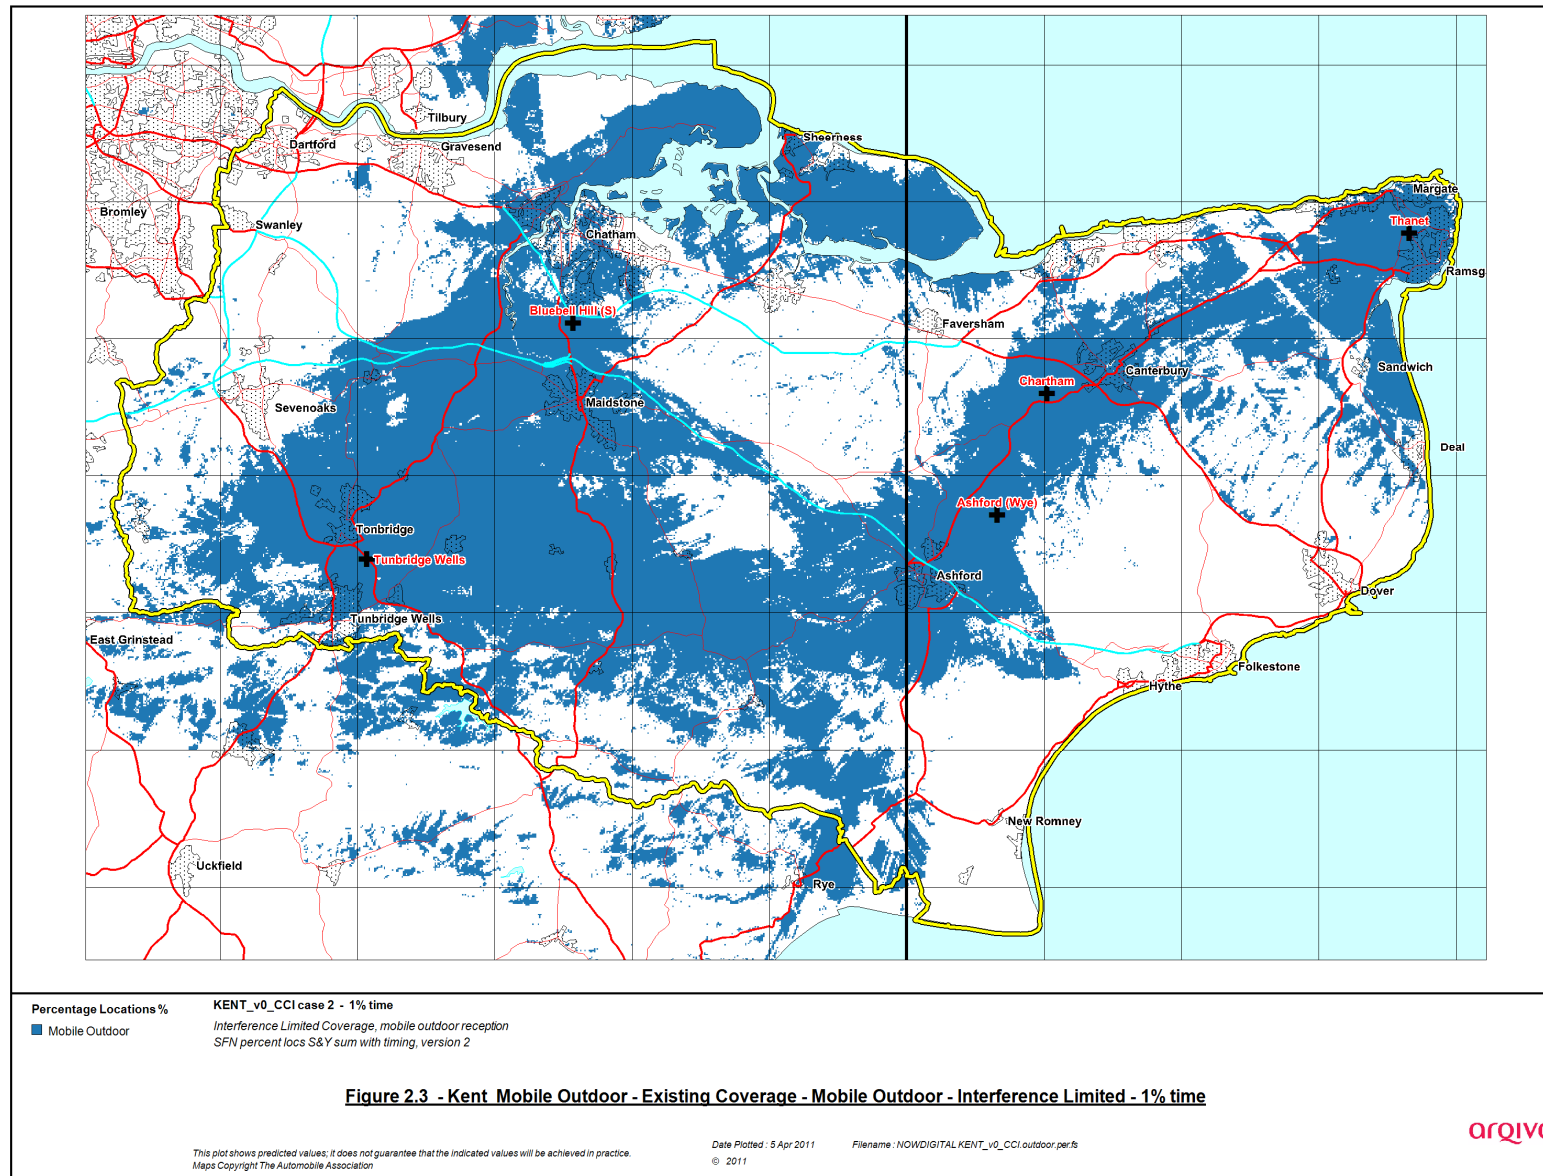 Tilbury
Dartford
Gravesend
Sheerness
Bromley
Swanley
Chatham
Margate
Thanet
Ramsg
Bluebell Hill (S)
Faversham
Sandwich
Canterbury
Chartham
Sevenoaks
Maidstone
Deal
Ashford (Wye)
Tonbridge
Tunbridge Wells
Ashford
Dover
Tunbridge Wells
East Grinstead
Folkestone
Hythe
New Romney
Uckfield
Rye
Percentage Locations %
Mobile Outdoor
KENT_v0_CCI case 2 - 1% time
Interference Limited Coverage, mobile outdoor reception
SFN percent locs S&Y sum with timing, version 2
Figure 2.3 - Kent Mobile Outdoor - Existing Coverage - Mobile Outdoor - Interference Limited - 1% time
This plot shows predicted values; it does not guarantee that the indicated values will be achieved in practice.
Maps Copyright The Automobile Association
Date Plotted : 5 Apr 2011
Filename : NOWDIGITAL KENT_v0_CCI.outdoor.per.fs
© 2011
arqiva